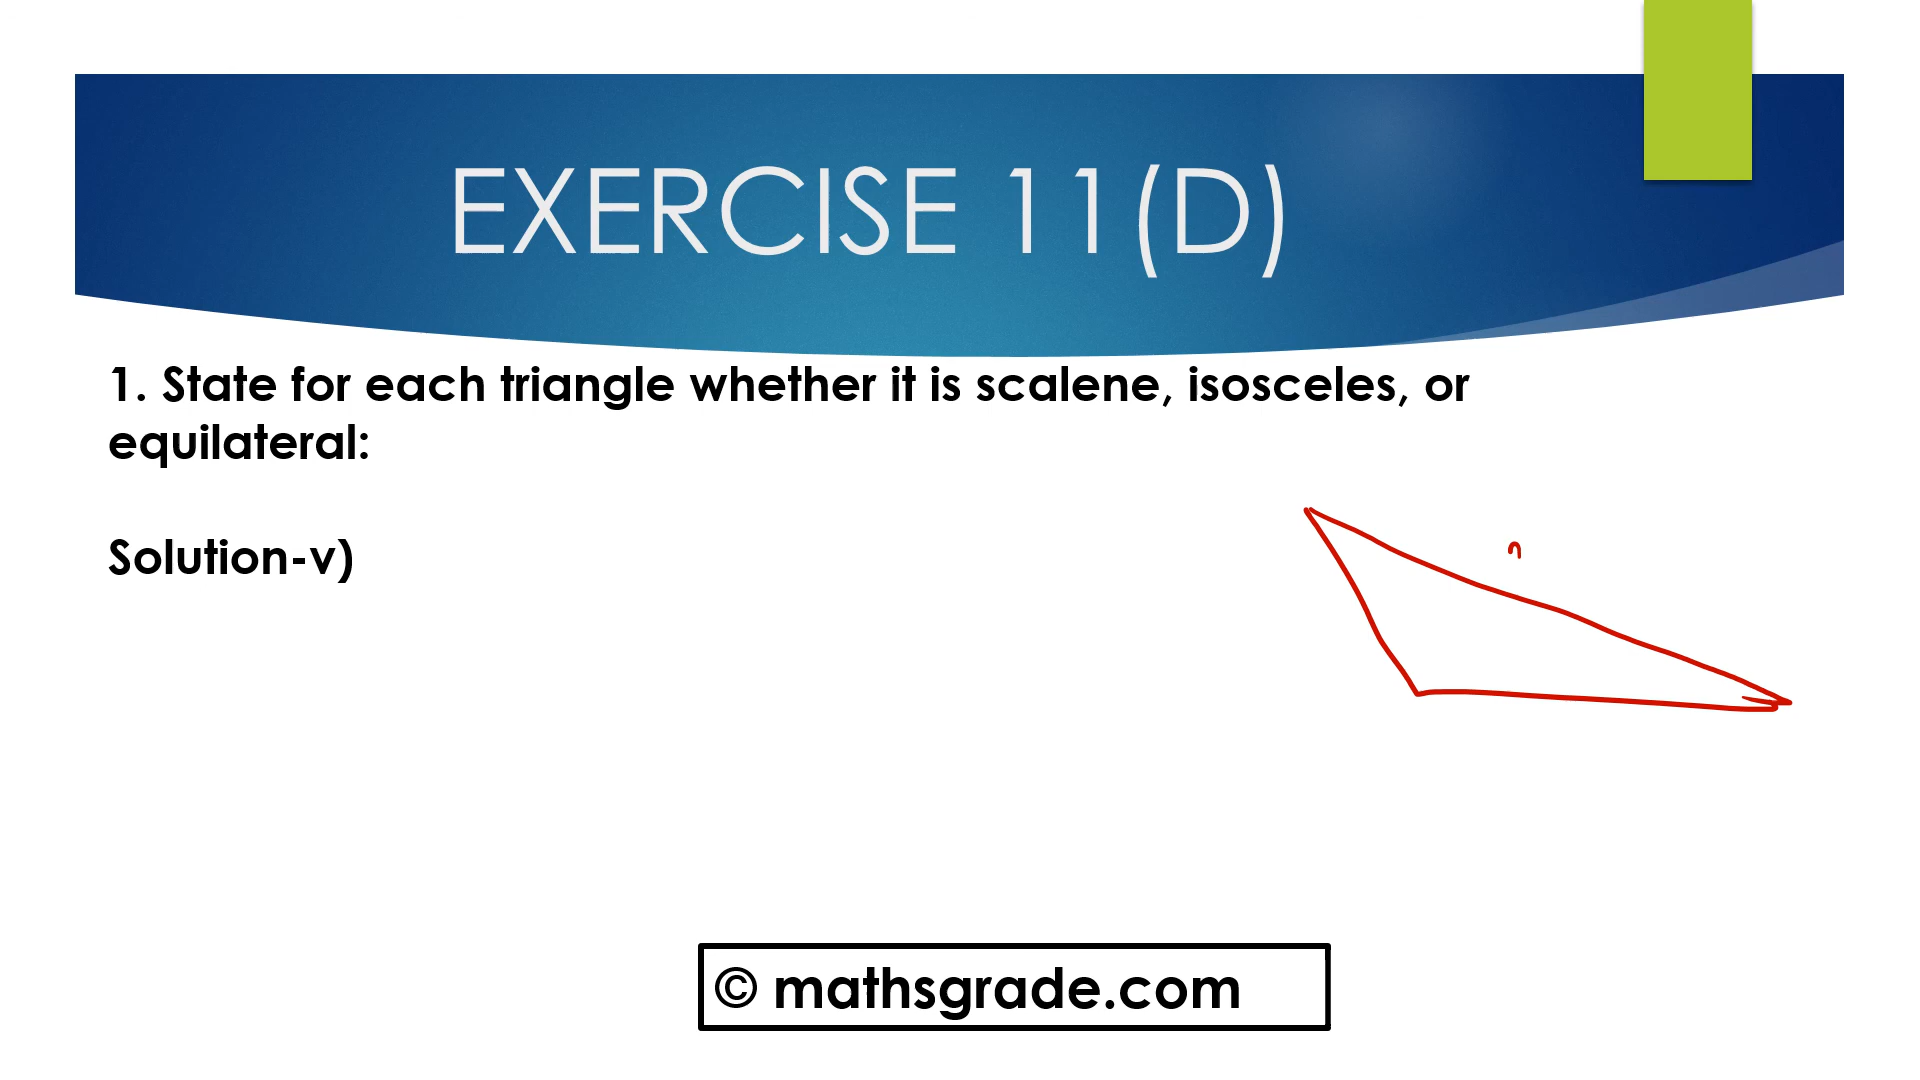 EXERCISE 11(D)
1. State for each triangle whether it is scalene, isosceles, or
equilateral:
Solution-v)
© mathsgrade.com